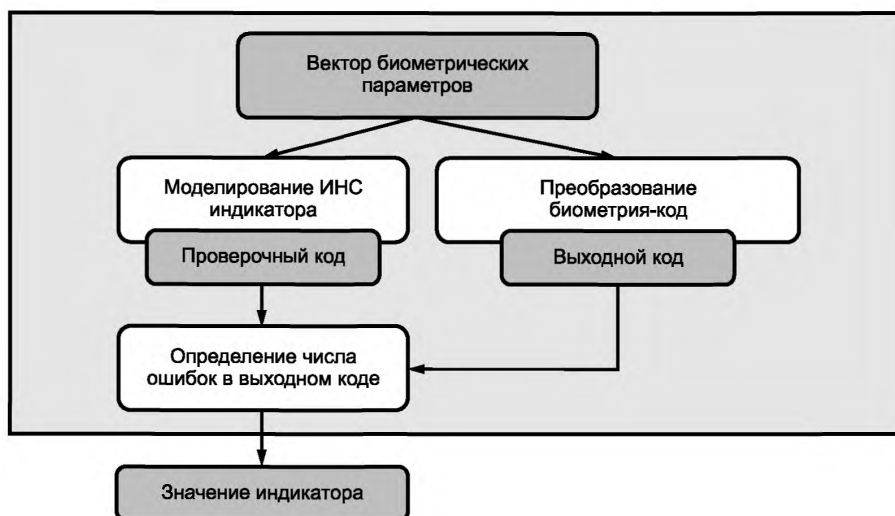 Вектор биометрических
параметров
Моделирование ИНС
индикатора
Проверочный код
Преобразование
биометрия-код
Выходной код
Определение числа
ошибок в выходном коде
Значение индикатора